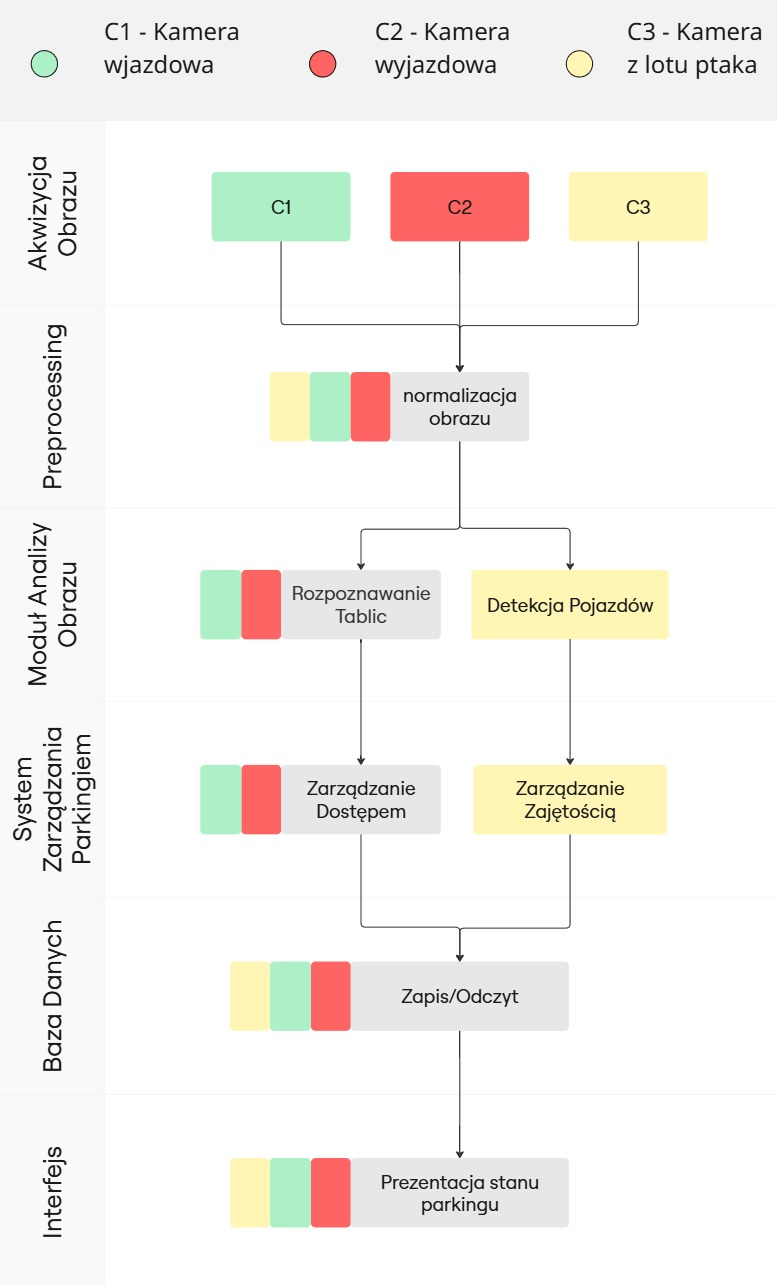 C1 - Kamera
wjazdowa
C2 - Kamera
wyjazdowa
C3 - Kamera
z lotu ptaka
Akwizycja
Obrazu
C1
C2
C3
Preprocessing
normalizacja
obrazu
Moduł Analizy
Obrazu
Rozpoznawanie
Tablic
Detekcja Pojazdów
System
Zarządzania
Parkingiem
Zarządzanie
Dostępem
Zarządzanie
Zajętością
Baza Danych
Zapis/Odczyt
Interfejs
Prezentacja stanu
parkingu